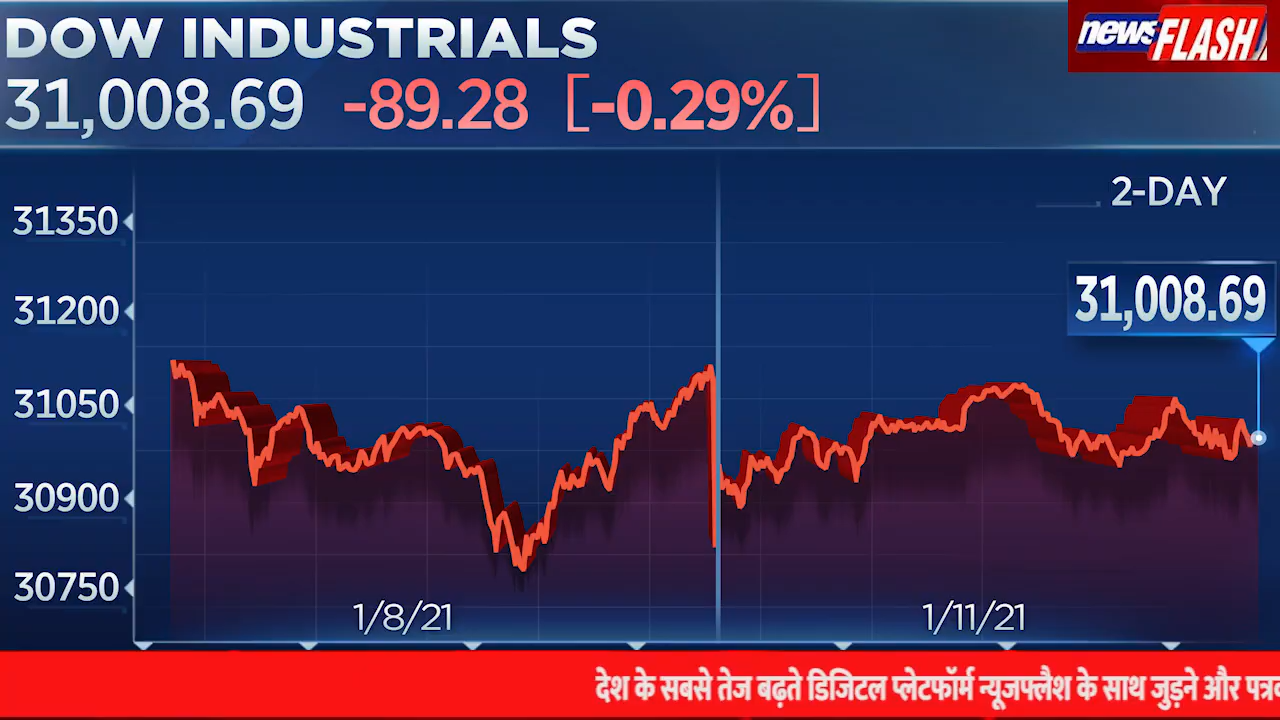 DOW INDUSTRIALS
news
FLASH
31,008.69 -89.28 [-0.29%]
2-DAY
31350
31200
31050
30900
30750
31,008.69
1/8/21
1/11/21
देश के सबसे तेज बढ़ते डिजिटल प्लेटफॉर्म न्यूजफ्लैश के साथ जुड़ने और